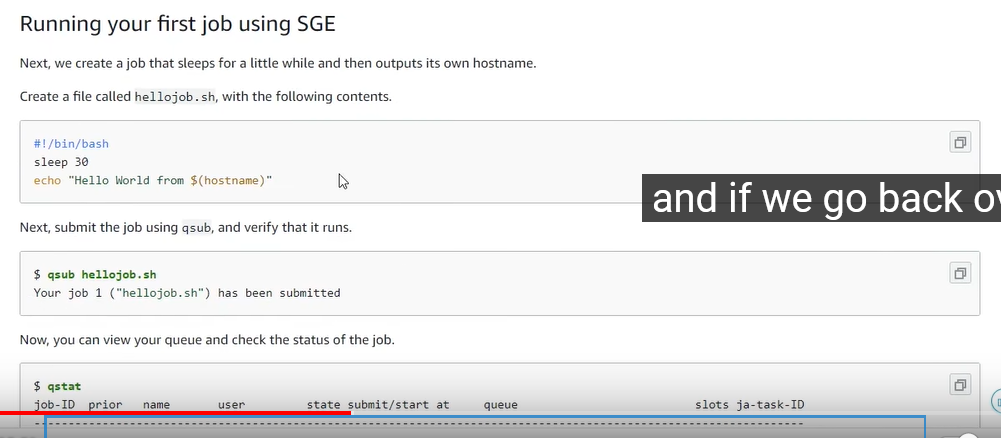 Running your first job using SGE
Next, we create a job that sleeps for a little while and then outputs its own hostname.
Create a file called hellojob.sh, with the following contents.
#!/bin/bash
sleep 30
echo "Hello World from $(hostname)"
and if we go back ov
Next, submit the job using qsub, and verify that it runs.
$ qsub hellojob.sh
Your job 1 ("hellojob.sh") has been submitted
Now, you can view your queue and check the status of the job.
$ qstat
job-ID prior name user state submit/start at queue slots ja-task-ID
-----------------------------------------------------------------------------------------------------------------